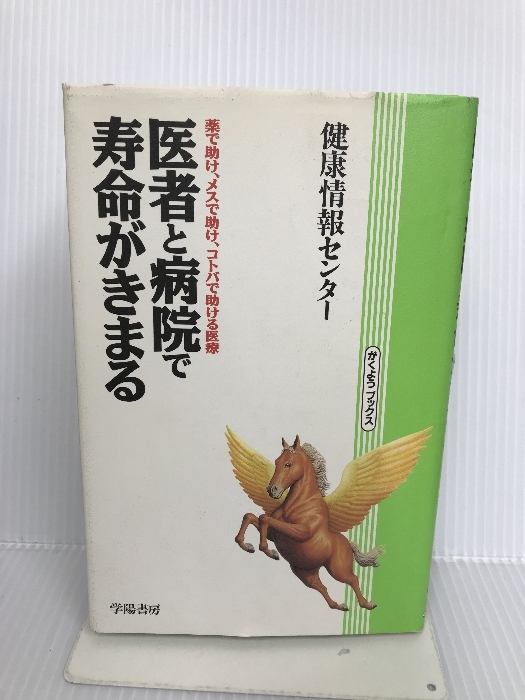 健康情報センター
がくようブックス
薬で助け、メスで助け、コトバで助ける医療
医者と病院で
寿命がきまる
学陽書房